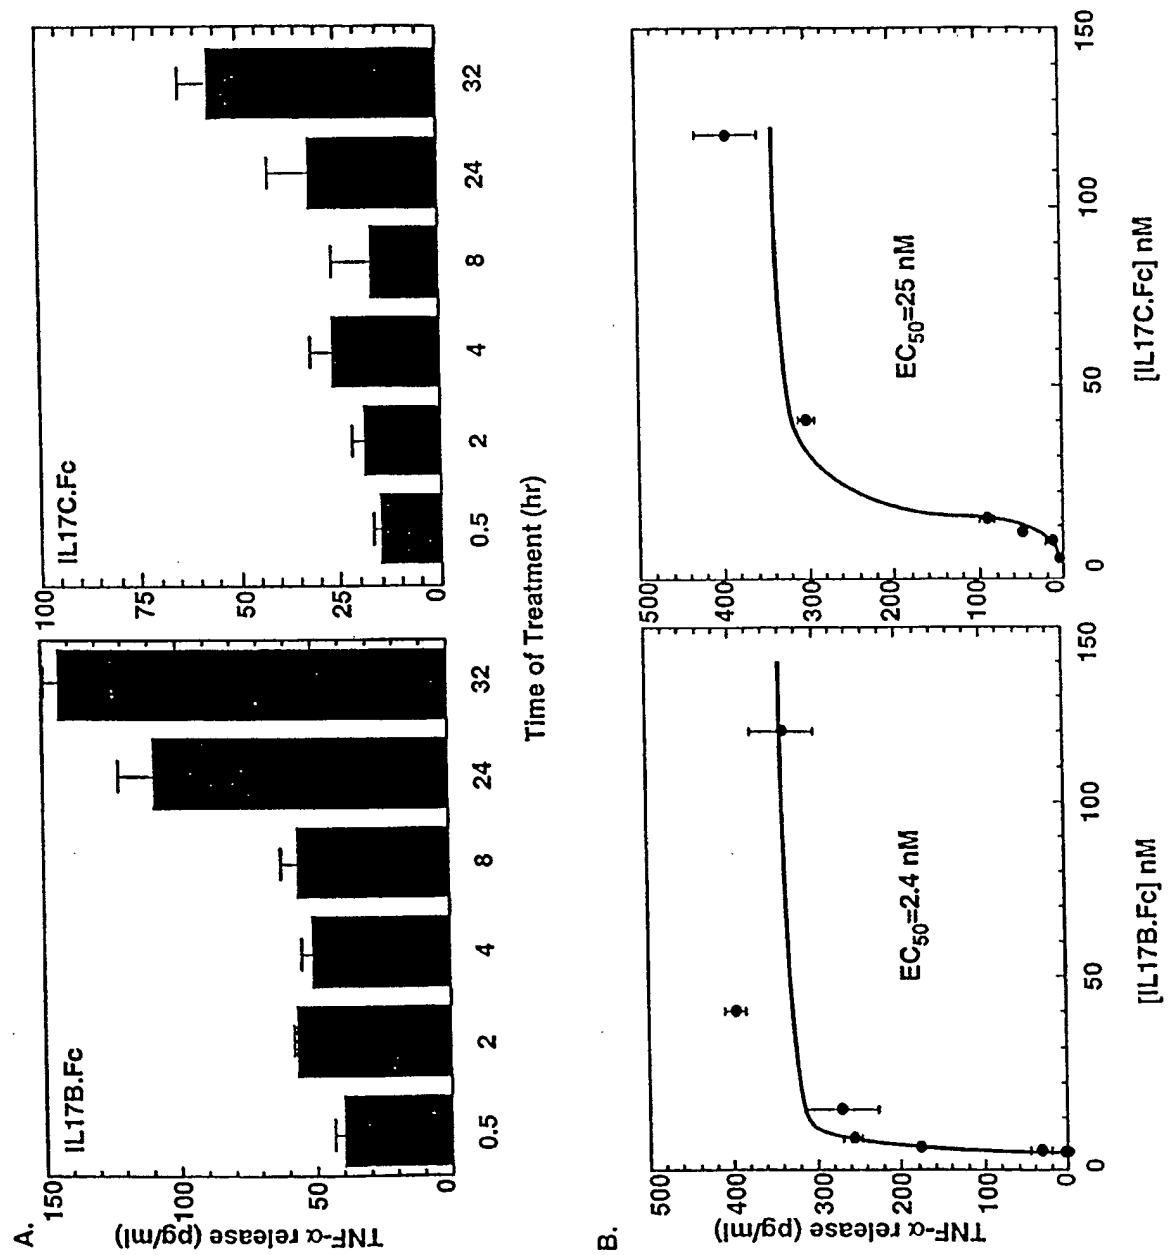 A.
TNF-α release (pg/ml)
150
100
50
0
IL17B.Fc
0.5 2 4 8 24 32
100
75
50
25
0
IL17C.Fc
0.5 2 4 8 24 32
Time of Treatment (hr)
B.
TNF-α release (pg/ml)
500
400
300
200
100
0
EC50=2.4 nM
0 50 100 150
[IL17B.Fc] nM
500
400
300
200
100
0
EC50=25 nM
0 50 100 150
[IL17C.Fc] nM